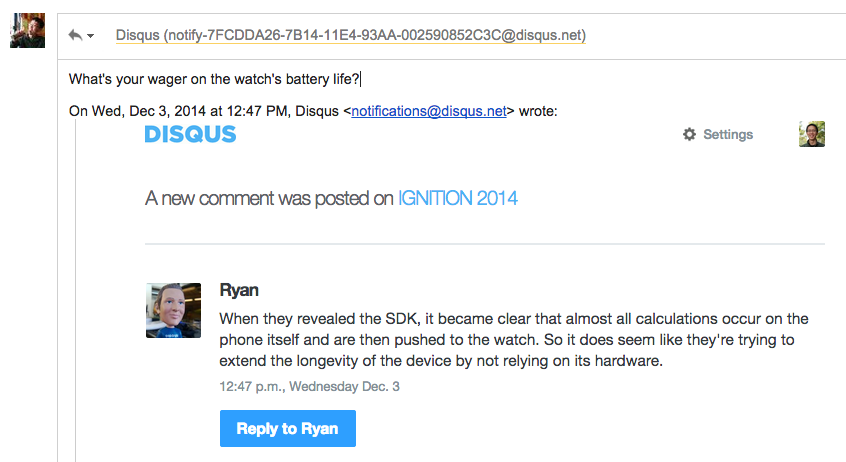 Disqus (notify-7FCDDA26-7B14-11E4-93AA-002590852C3C@disqus.net)
What's your wager on the watch's battery life?
On Wed, Dec 3, 2014 at 12:47 PM, Disqus <notifications@disqus.net> wrote:
DISQUS
Settings
A new comment was posted on IGNITION 2014
Ryan
When they revealed the SDK, it became clear that almost all calculations occur on the
phone itself and are then pushed to the watch. So it does seem like they're trying to
extend the longevity of the device by not relying on its hardware.
12:47 p.m., Wednesday Dec. 3
Reply to Ryan